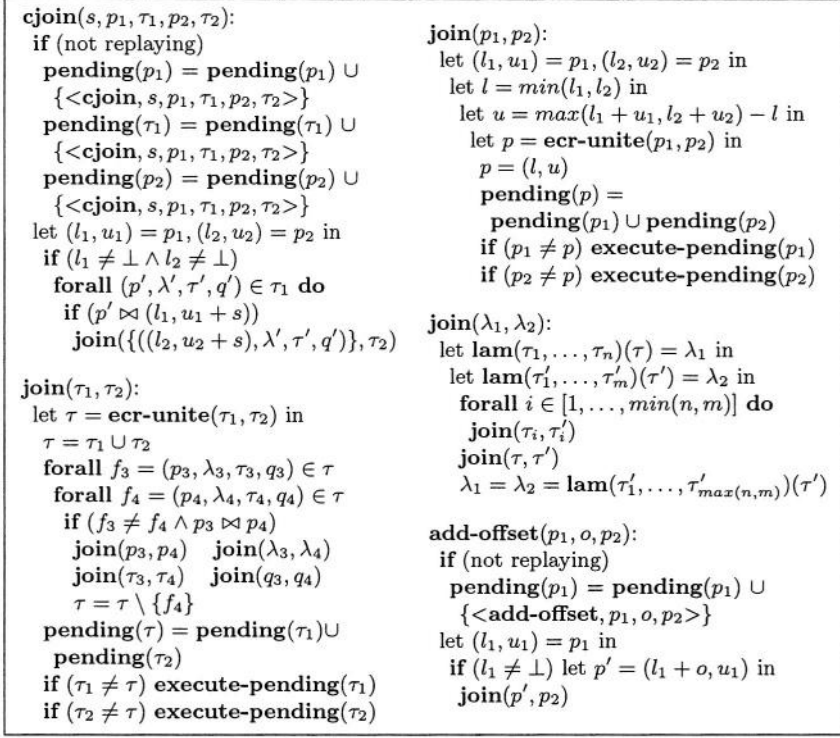 cjoin(s, p₁, τ₁, p₂, τ₂):
if (not replaying)
pending(p₁) = pending(p₁) ∪
{<cjoin, s, p₁, τ₁, p₂, τ₂>}
pending(τ₁) = pending(τ₁) ∪
{<cjoin, s, p₁, τ₁, p₂, τ₂>}
pending(p₂) = pending(p₂) ∪
{<cjoin, s, p₁, τ₁, p₂, τ₂>}
let (l₁, u₁) = p₁, (l₂, u₂) = p₂ in
if (l₁ ≠ ⊥ ∧ l₂ ≠ ⊥)
forall (p′, λ′, τ′, q′) ∈ τ₁ do
if (p′ ⋈ (l₁, u₁ + s))
join({((l₂, u₂ + s), λ′, τ′, q′)}, τ₂)
join(τ₁, τ₂):
let τ = ecr-unite(τ₁, τ₂) in
τ = τ₁ ∪ τ₂
forall f₃ = (p₃, λ₃, τ₃, q₃) ∈ τ
forall f₄ = (p₄, λ₄, τ₄, q₄) ∈ τ
if (f₃ ≠ f₄ ∧ p₃ ⋈ p₄)
join(p₃, p₄) join(λ₃, λ₄)
join(τ₃, τ₄) join(q₃, q₄)
τ = τ \ {f₄}
pending(τ) = pending(τ₁)∪
pending(τ₂)
if (τ₁ ≠ τ) execute-pending(τ₁)
if (τ₂ ≠ τ) execute-pending(τ₂)
join(p₁, p₂):
let (l₁, u₁) = p₁, (l₂, u₂) = p₂ in
let l = min(l₁, l₂) in
let u = max(l₁ + u₁, l₂ + u₂) − l in
let p = ecr-unite(p₁, p₂) in
p = (l, u)
pending(p) =
pending(p₁) ∪ pending(p₂)
if (p₁ ≠ p) execute-pending(p₁)
if (p₂ ≠ p) execute-pending(p₂)
join(λ₁, λ₂):
let lam(τ₁, . . . , τₙ)(τ) = λ₁ in
let lam(τ′₁, . . . , τ′ₘ)(τ′) = λ₂ in
forall i ∈ [1, . . . , min(n, m)] do
join(τᵢ, τ′ᵢ)
join(τ, τ′)
λ₁ = λ₂ = lam(τ′₁, . . . , τ′_max(n,m))(τ′)
add-offset(p₁, o, p₂):
if (not replaying)
pending(p₁) = pending(p₁) ∪
{<add-offset, p₁, o, p₂>}
let (l₁, u₁) = p₁ in
if (l₁ ≠ ⊥) let p′ = (l₁ + o, u₁) in
join(p′, p₂)